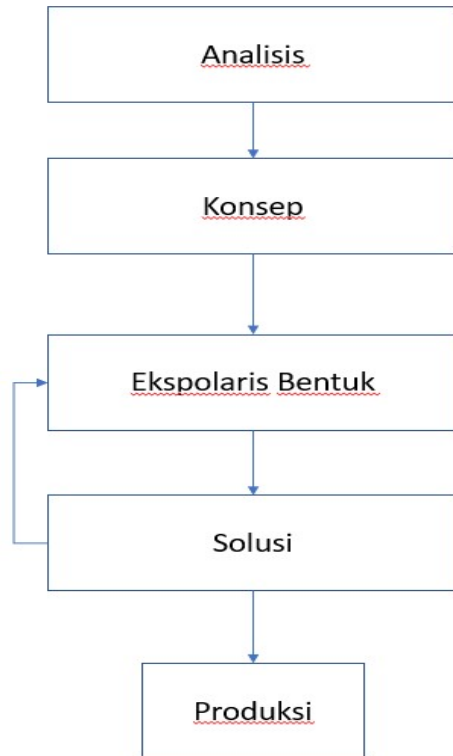 Analisis
Konsep
Ekspolaris Bentuk
Solusi
Produksi